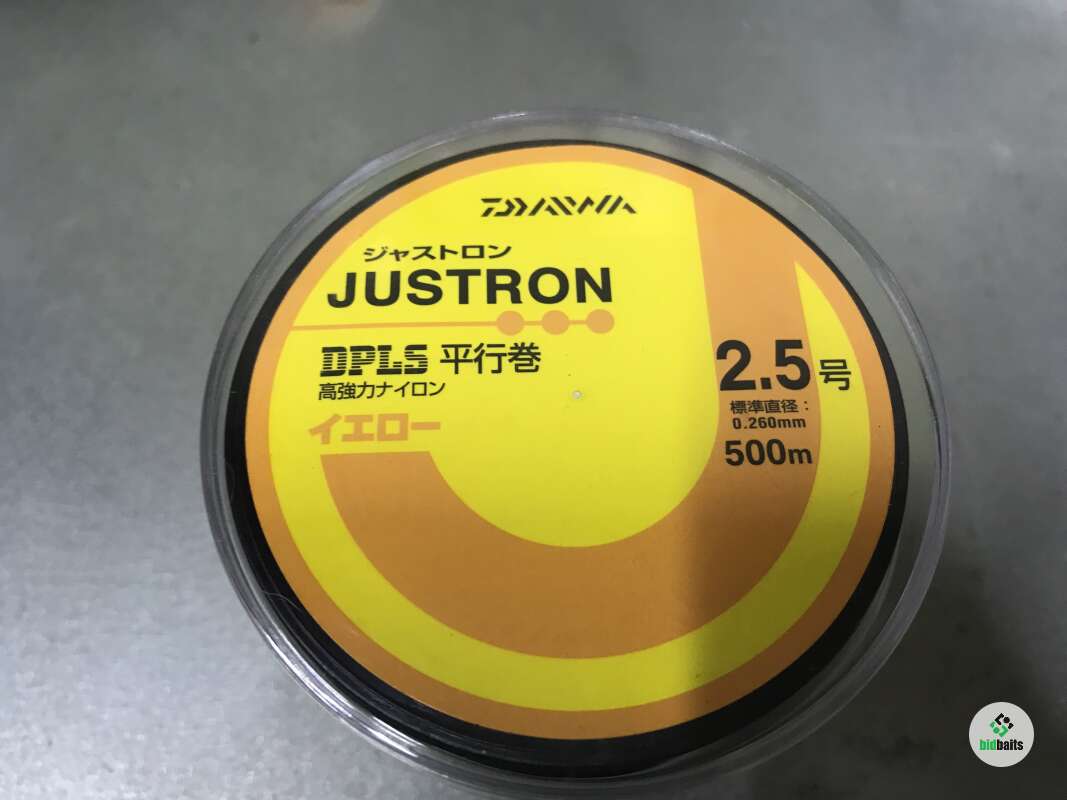 DAIWA
ジャストロン
JUSTRON
DPLS 平行巻
高強力ナイロン
イエロー
2.5号
標準直径：
0.260mm
500m
bidbaits